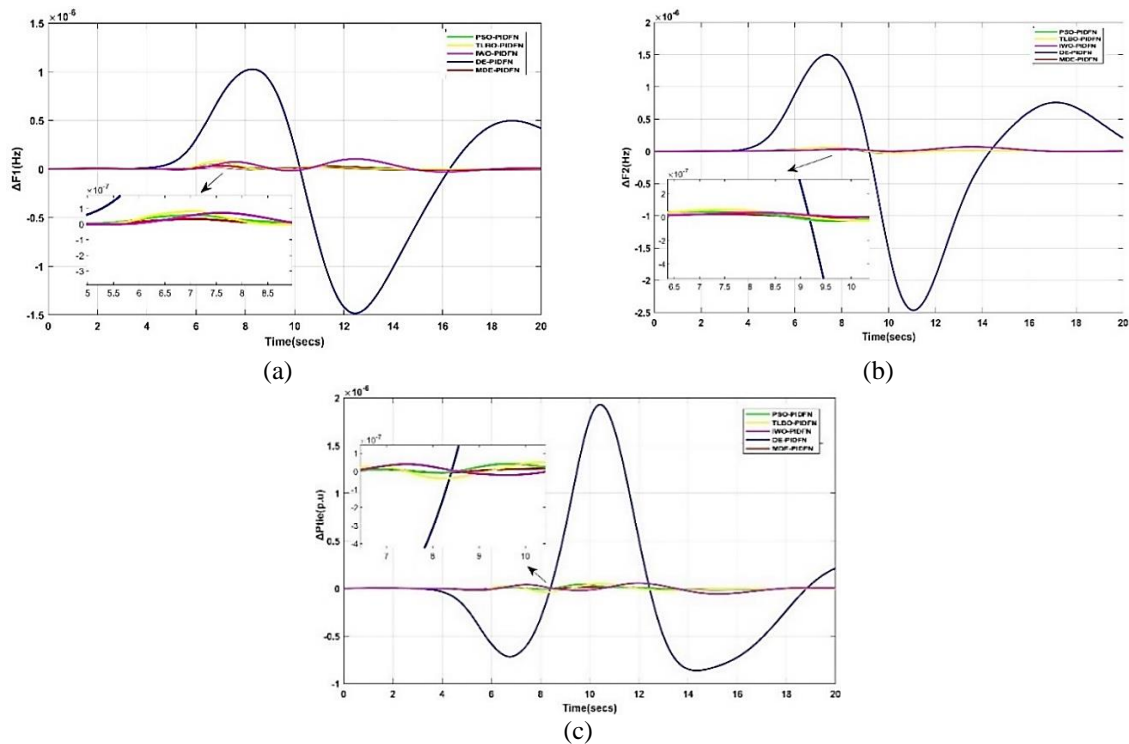 ×10⁻⁶
1.5
1
0.5
0
-0.5
-1
-1.5
ΔF1(Hz)
PSO-PIDFN
TLBO-PIDFN
IWO-PIDFN
DE-PIDFN
MDE-PIDFN
×10⁻⁷
1
0
-1
-2
-3
5 5.5 6 6.5 7 7.5 8 8.5
0 2 4 6 8 10 12 14 16 18 20
Time(secs)
(a)
×10⁻⁶
2
1.5
1
0.5
0
-0.5
-1
-1.5
-2
-2.5
ΔF2(Hz)
PSO-PIDFN
TLBO-PIDFN
IWO-PIDFN
DE-PIDFN
MDE-PIDFN
×10⁻⁷
2
0
-2
-4
6.5 7 7.5 8 8.5 9 9.5 10
0 2 4 6 8 10 12 14 16 18 20
Time(secs)
(b)
×10⁻⁶
2
1.5
1
0.5
0
-0.5
-1
ΔPtie(p.u)
PSO-PIDFN
TLBO-PIDFN
IWO-PIDFN
DE-PIDFN
MDE-PIDFN
×10⁻⁷
1
0
-1
-2
-3
-4
7 8 9 10
0 2 4 6 8 10 12 14 16 18 20
Time(secs)
(c)